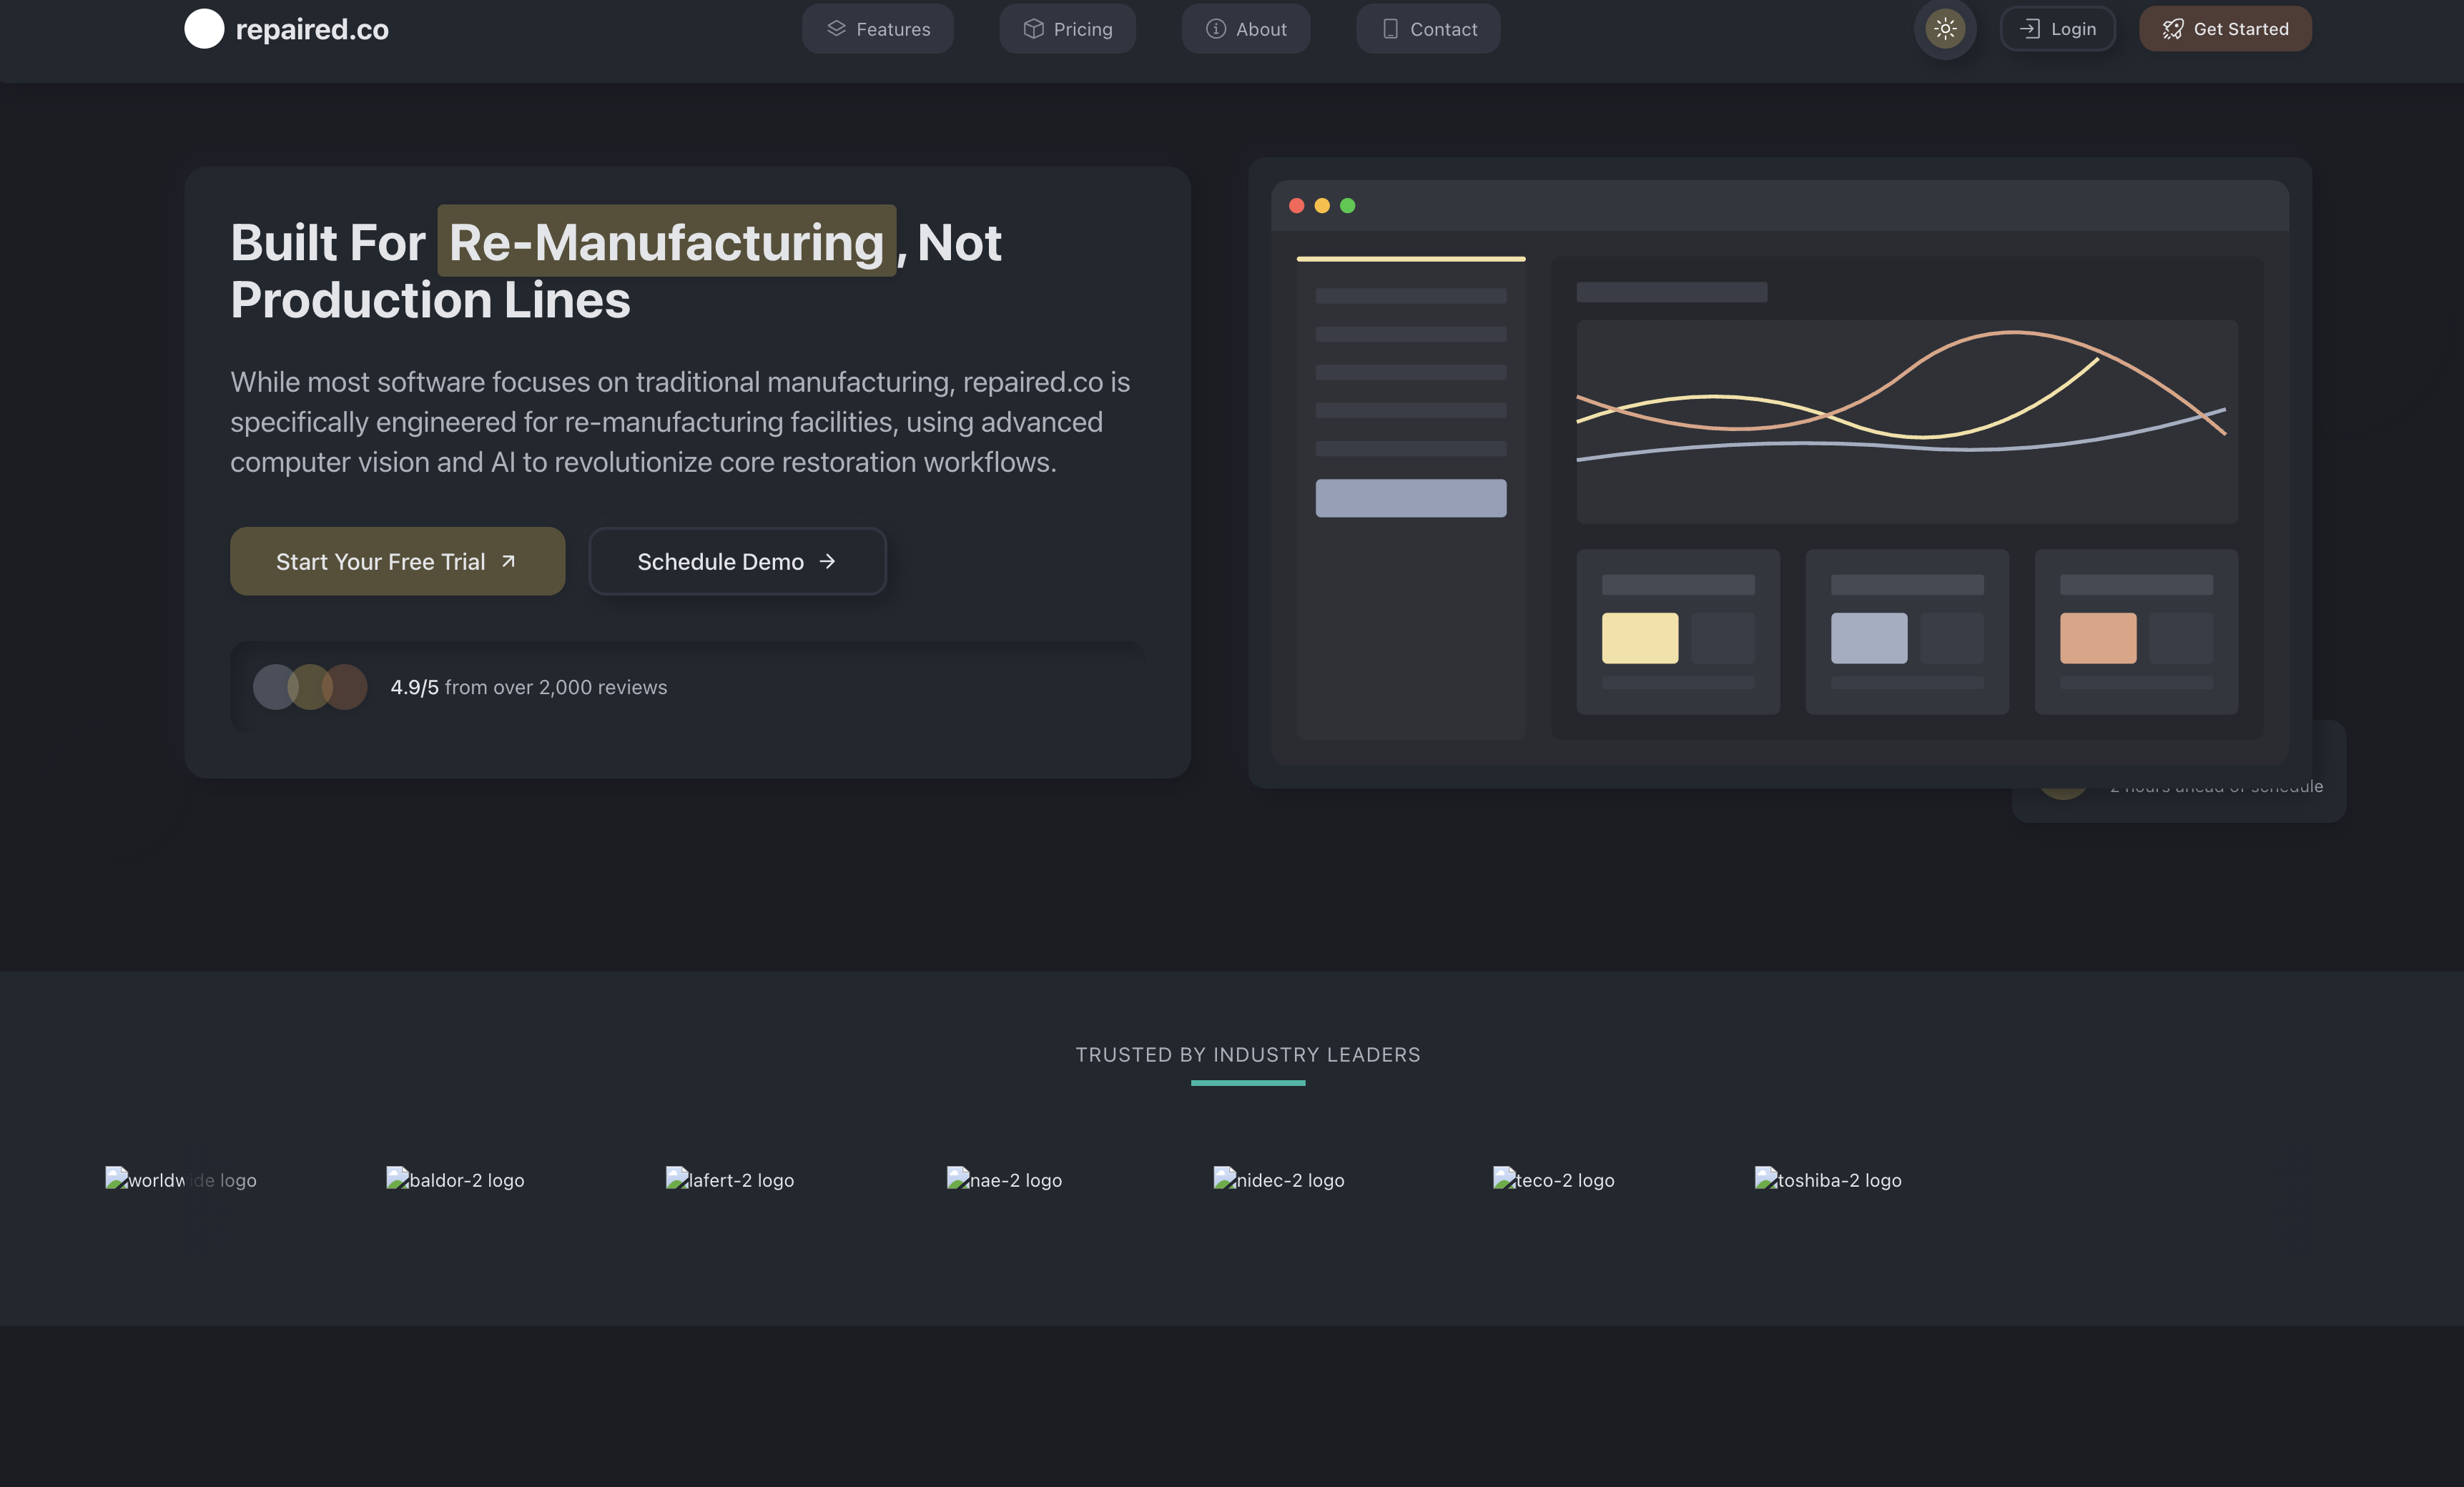 repaired.co
Features
Pricing
About
Contact
Login
Get Started
Built For Re-Manufacturing, Not
Production Lines
While most software focuses on traditional manufacturing, repaired.co is
specifically engineered for re-manufacturing facilities, using advanced
computer vision and AI to revolutionize core restoration workflows.
Start Your Free Trial
Schedule Demo
4.9/5 from over 2,000 reviews
2 hours ahead of schedule
TRUSTED BY INDUSTRY LEADERS
worldwide logo
baldor-2 logo
lafert-2 logo
nae-2 logo
nidec-2 logo
teco-2 logo
toshiba-2 logo